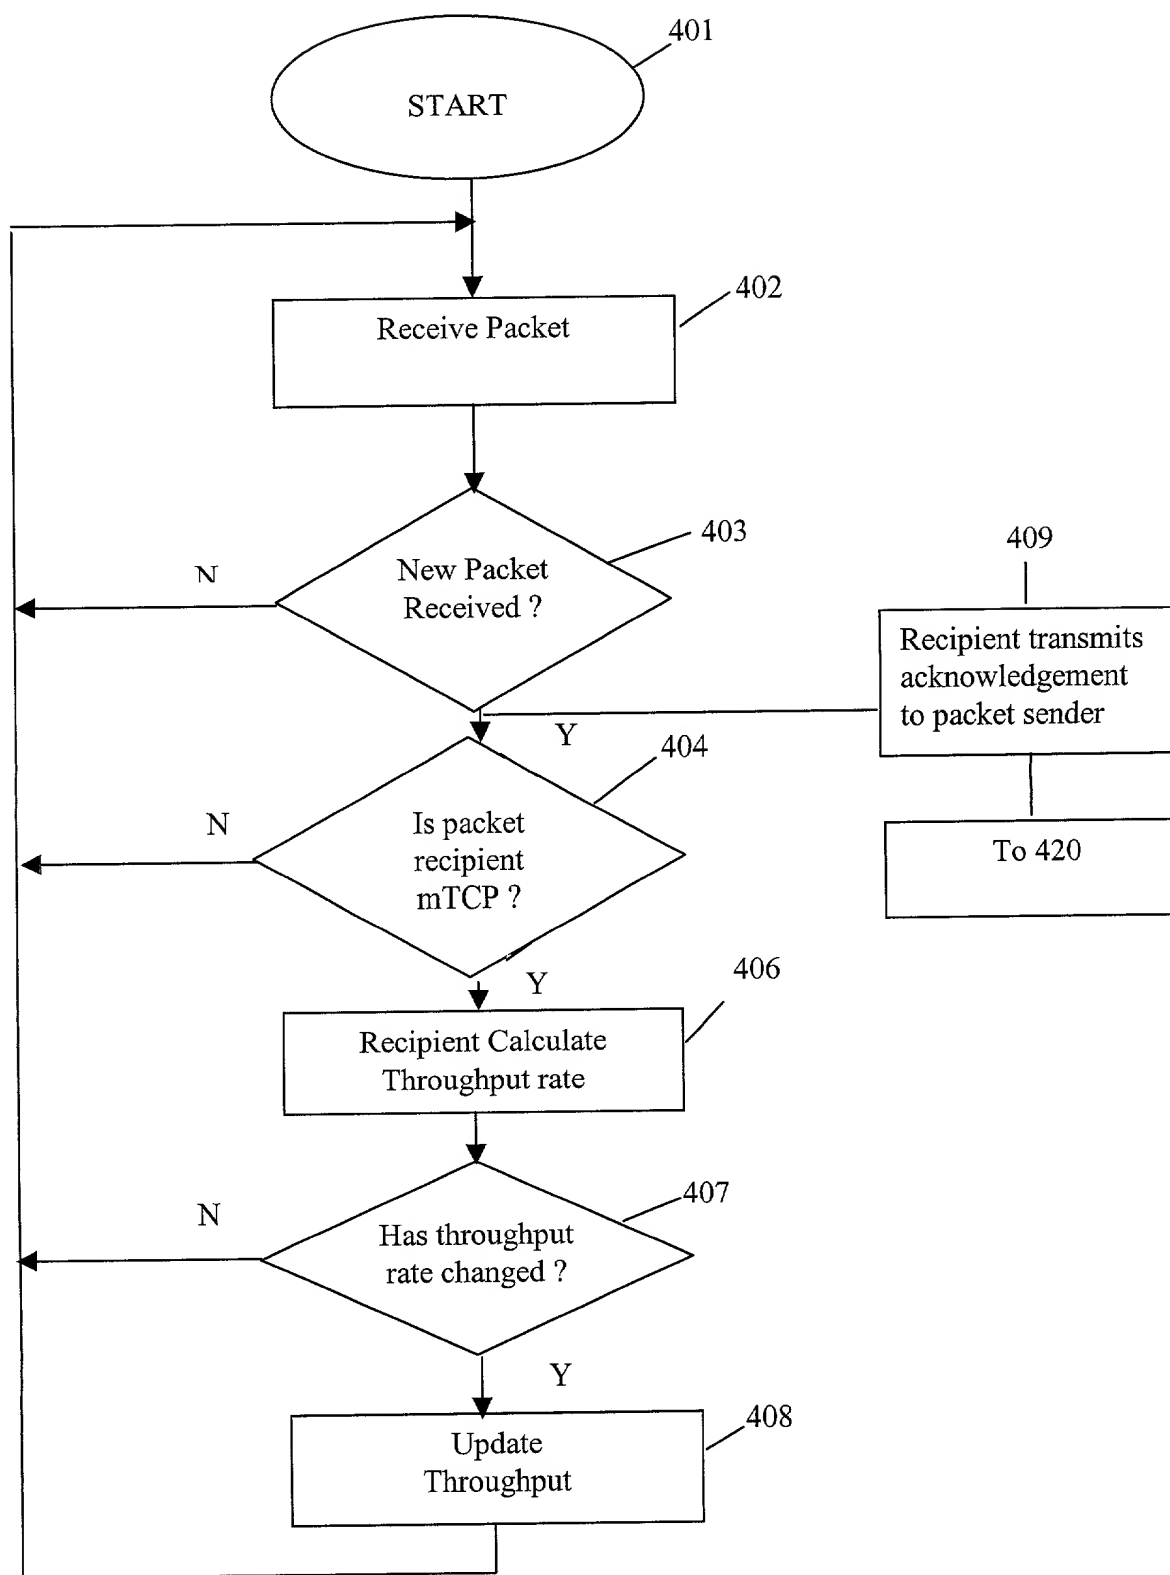 401
START
402
Receive Packet
403
N
New Packet
Received ?
409
Recipient transmits
acknowledgement
to packet sender
Y
404
N
Is packet
recipient
mTCP ?
To 420
Y
406
Recipient Calculate
Throughput rate
407
N
Has throughput
rate changed ?
Y
408
Update
Throughput